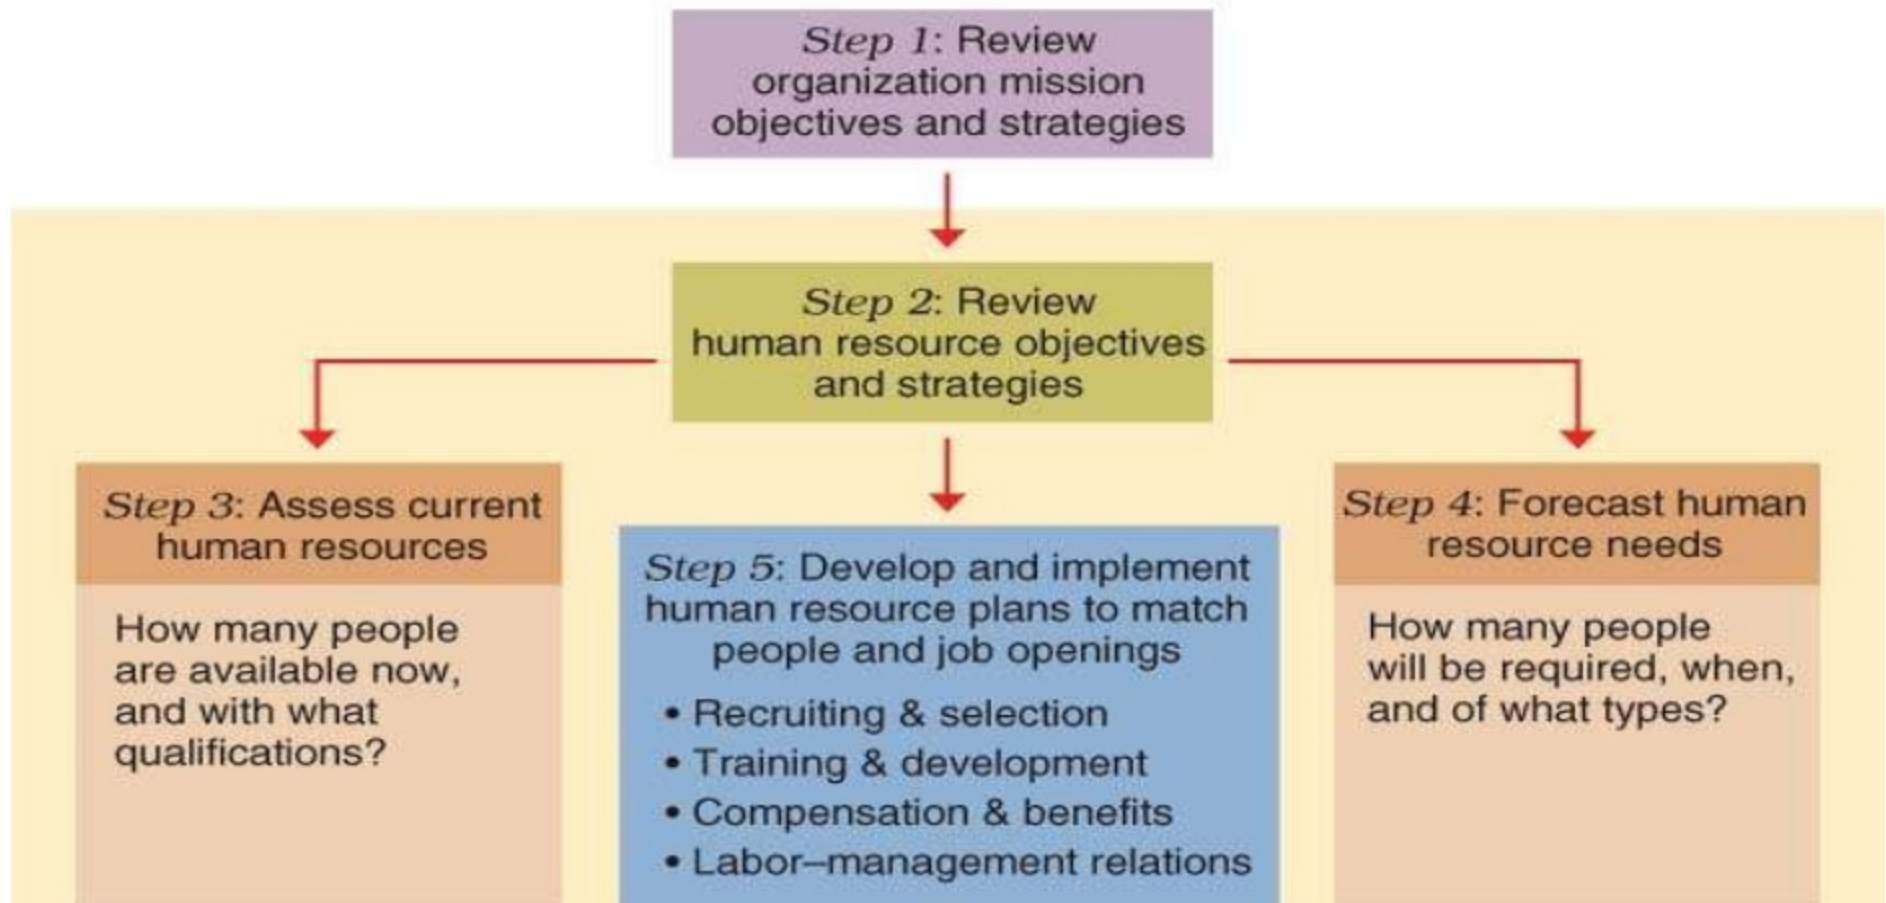 Step 1: Review
organization mission
objectives and strategies
Step 2: Review
human resource objectives
and strategies
Step 3: Assess current
human resources
How many people
are available now,
and with what
qualifications?
Step 5: Develop and implement
human resource plans to match
people and job openings
• Recruiting & selection
• Training & development
• Compensation & benefits
• Labor–management relations
Step 4: Forecast human
resource needs
How many people
will be required, when,
and of what types?